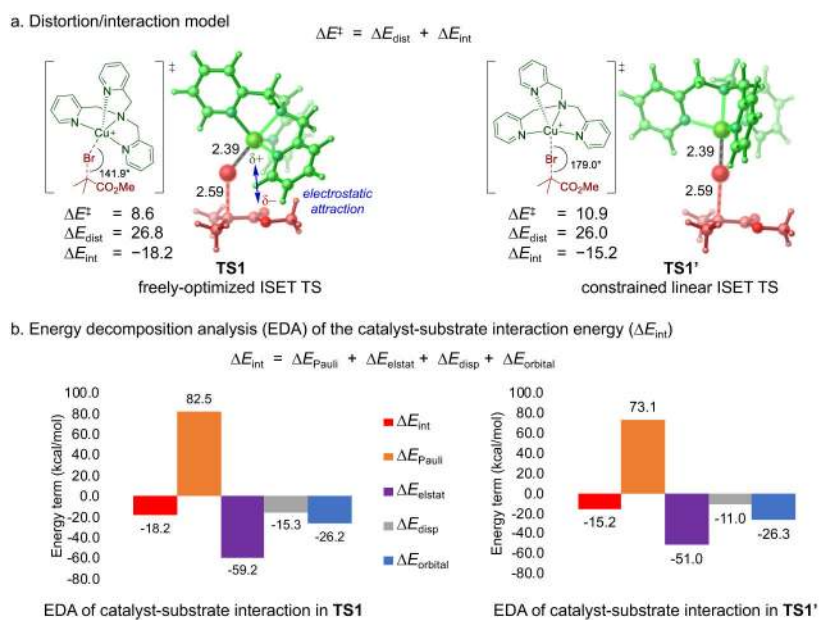 a. Distortion/interaction model
ΔE‡ = ΔEdist + ΔEint
‡
N
N
N
N
Cu+
Br
141.9°
CO2Me
2.39
2.59
δ+
δ−
electrostatic
attraction
ΔE‡ = 8.6
ΔEdist = 26.8
ΔEint = −18.2
TS1
freely-optimized ISET TS
‡
N
N
N
N
Cu+
Br
179.0°
CO2Me
2.39
2.59
ΔE‡ = 10.9
ΔEdist = 26.0
ΔEint = −15.2
TS1’
constrained linear ISET TS
b. Energy decomposition analysis (EDA) of the catalyst-substrate interaction energy (ΔEint)
ΔEint = ΔEPauli + ΔEelstat + ΔEdisp + ΔEorbital
Energy term (kcal/mol)
100.0
80.0
60.0
40.0
20.0
0.0
-20.0
-40.0
-60.0
-80.0
82.5
-18.2
-59.2
-15.3
-26.2
EDA of catalyst-substrate interaction in TS1
ΔEint
ΔEPauli
ΔEelstat
ΔEdisp
ΔEorbital
Energy term (kcal/mol)
100.0
80.0
60.0
40.0
20.0
0.0
-20.0
-40.0
-60.0
-80.0
73.1
-15.2
-51.0
-11.0
-26.3
EDA of catalyst-substrate interaction in TS1’